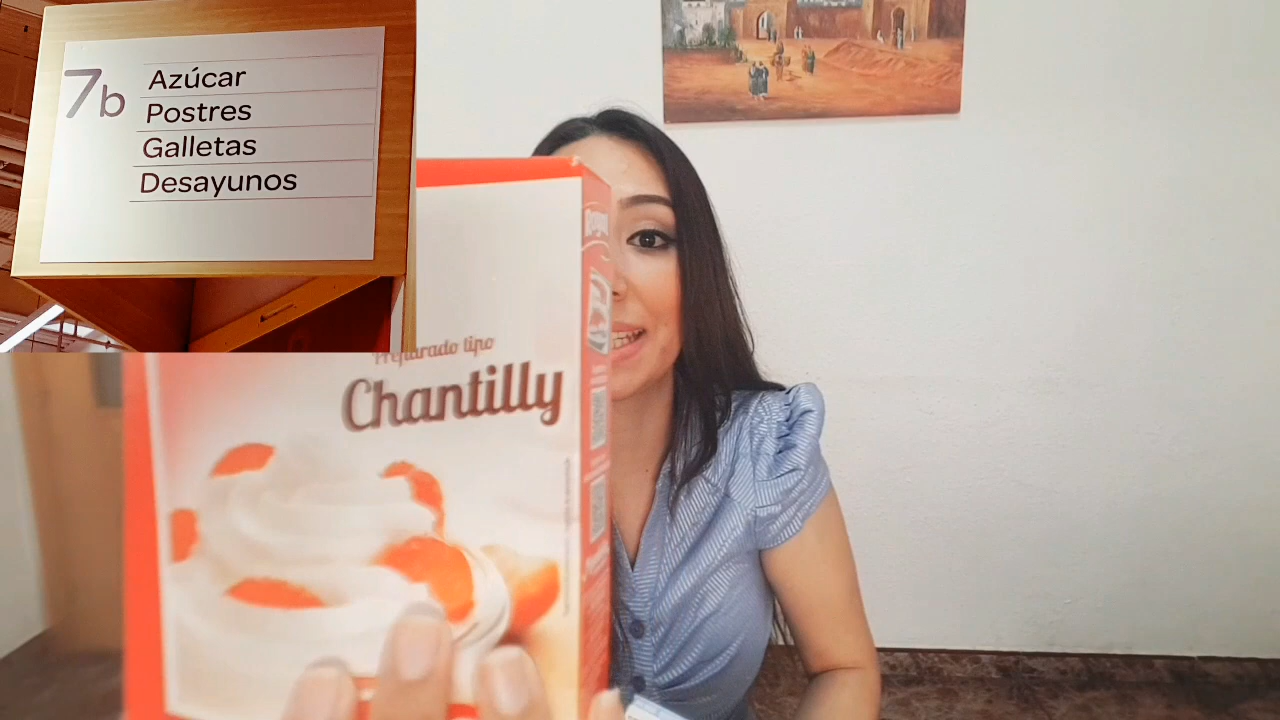 7b
Azúcar
Postres
Galletas
Desayunos
Preparado tipo
Chantilly